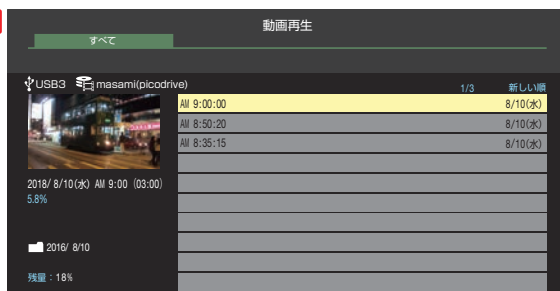 動画再生
すべて
USB3 masami(picodrive) 1/3 新しい順
AM 9:00:00 8/10(水)
AM 8:50:20 8/10(水)
AM 8:35:15 8/10(水)
2018/ 8/10(水) AM 9:00 (03:00)
5.8%
2016/ 8/10
残量：18%